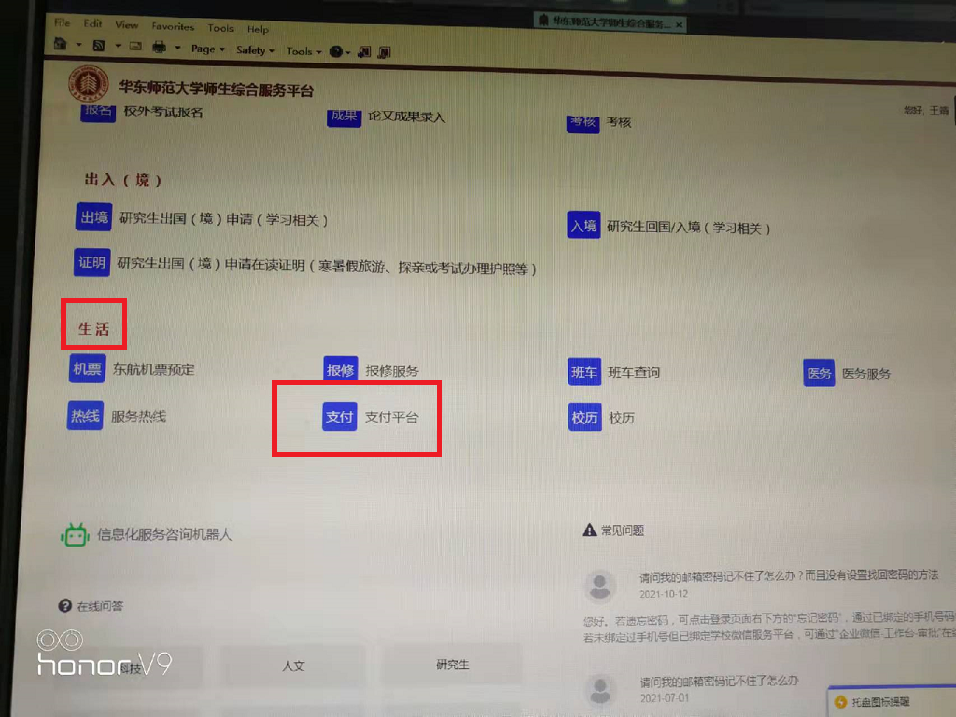 File Edit View Favorites Tools Help
华东师范大学师生综合服务... ×
Page Safety Tools
华东师范大学师生综合服务平台
报名 校外考试报名
成果 论文成果录入
考核 考核
您好, 王
出入（境）
出境 研究生出国（境）申请（学习相关）
入境 研究生回国/入境（学习相关）
证明 研究生出国（境）申请在读证明（寒暑假旅游、探亲或考试办理护照等）
生活
机票 东航机票预定
报修 报修服务
班车 班车查询
医务 医务服务
热线 服务热线
支付 支付平台
校历 校历
信息化服务咨询机器人
常见问题
请问我的邮箱密码记不住了怎么办？而且没有设置找回密码的方法
2021-10-12
您好。若遗忘密码，可点击登录页面右下方的“忘记密码”，通过已绑定的手机号码
若未绑定过手机号但已绑定学校微信服务平台，可通过“企业微信-工作台-审批”在
在线问答
honor V9
科技
人文
研究生
请问我的邮箱密码记不住了怎么办
2021-07-01
托盘图标提醒